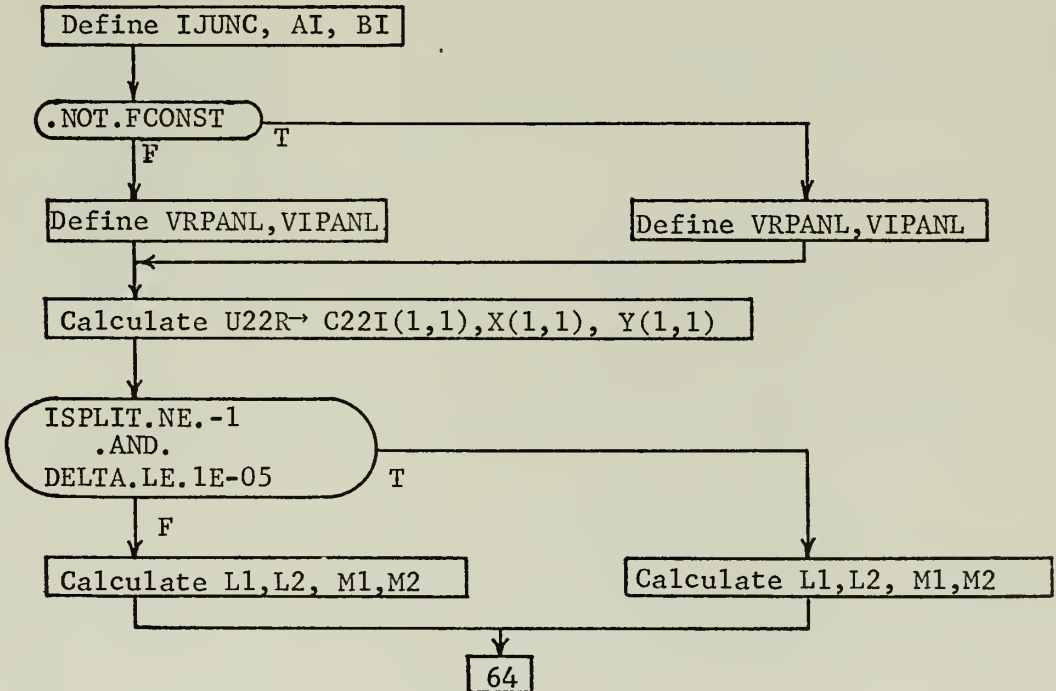 Define IJUNC, AI, BI
.NOT.FCONST
T
F
Define VRPANL,VIPANL
Define VRPANL,VIPANL
Calculate U22R→ C22I(1,1),X(1,1), Y(1,1)
ISPLIT.NE.-1
.AND.
DELTA.LE.1E-05
T
F
Calculate L1,L2, M1,M2
Calculate L1,L2, M1,M2
64